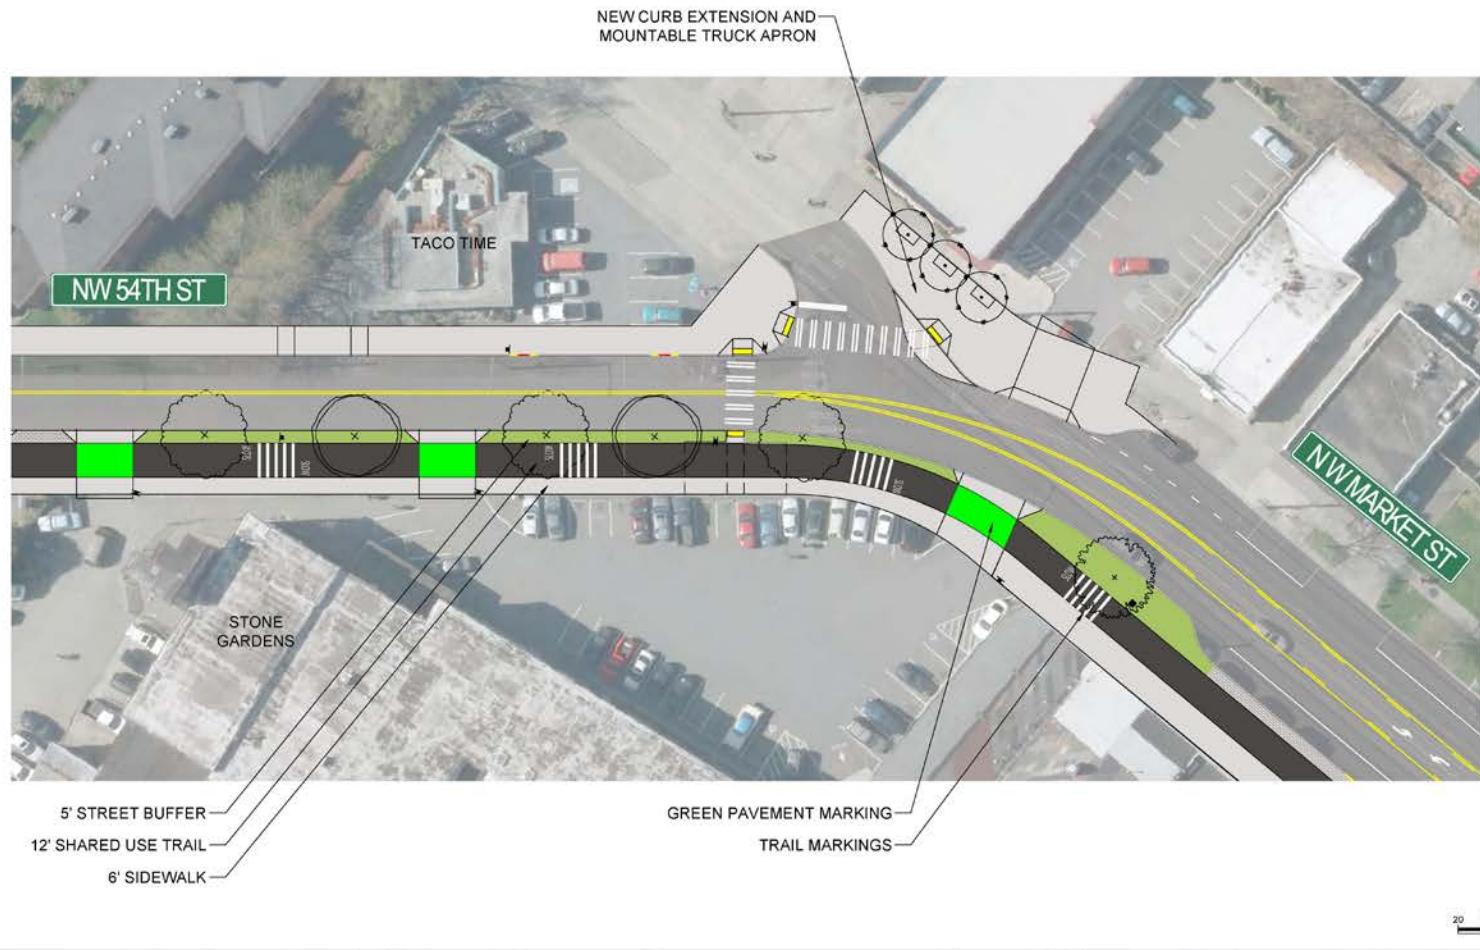 NEW CURB EXTENSION AND
MOUNTABLE TRUCK APRON
TACO TIME
NW 54TH ST
NW MARKET ST
STONE
GARDENS
5' STREET BUFFER
12' SHARED USE TRAIL
6' SIDEWALK
GREEN PAVEMENT MARKING
TRAIL MARKINGS
20